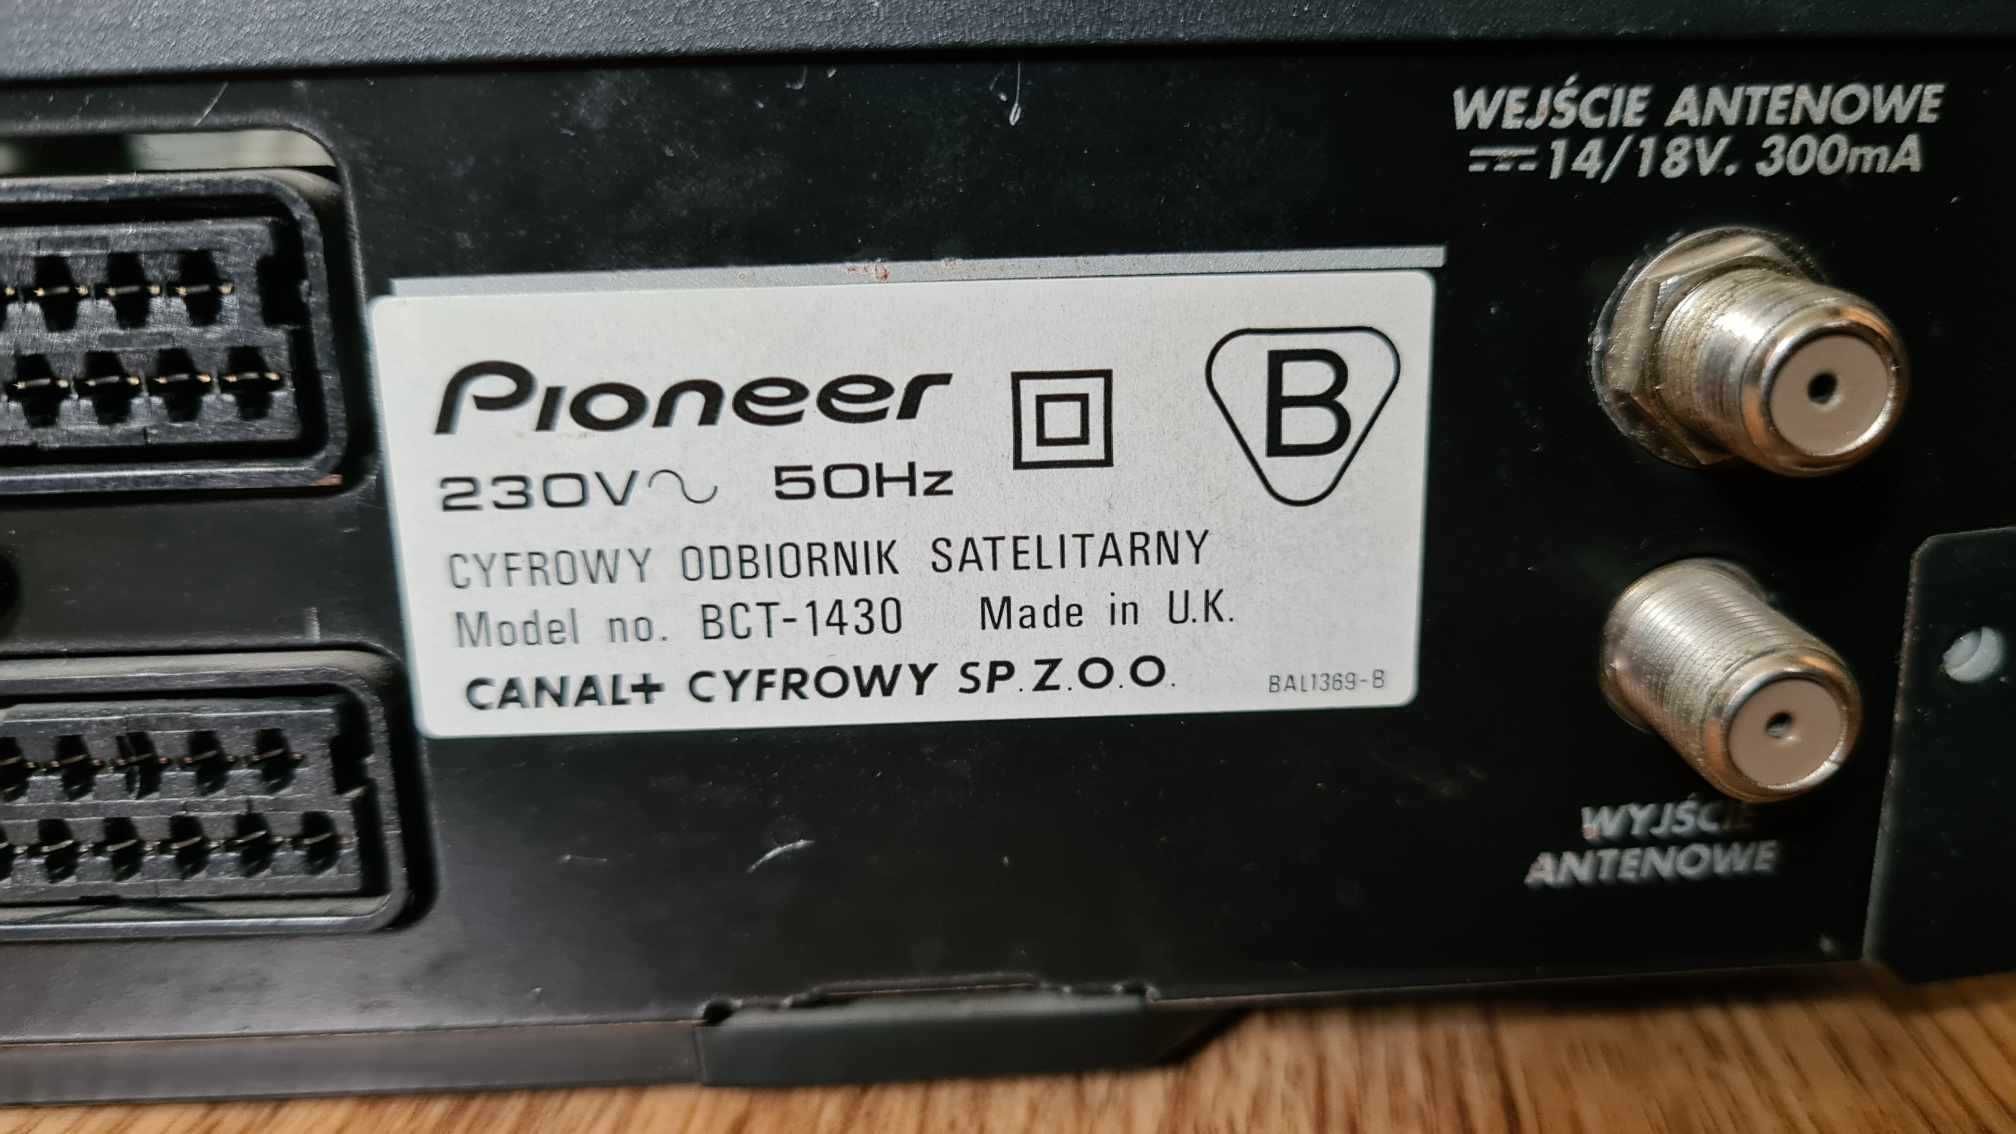 WEJŚCIE ANTENOWE
14/18V. 300mA
Pioneer
B
230V 50Hz
CYFROWY ODBIORNIK SATELITARNY
Model no. BCT-1430 Made in U.K.
CANAL+ CYFROWY SP.Z.O.O.
BAL1369-B
WYJŚCIE
ANTENOWE